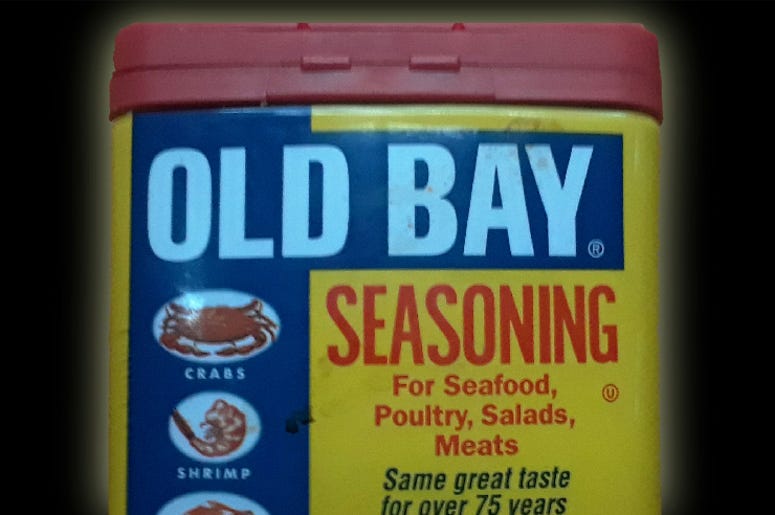 OLD BAY®
SEASONING
For Seafood, Ⓤ
Poultry, Salads,
Meats
Same great taste
for over 75 years
CRABS
SHRIMP